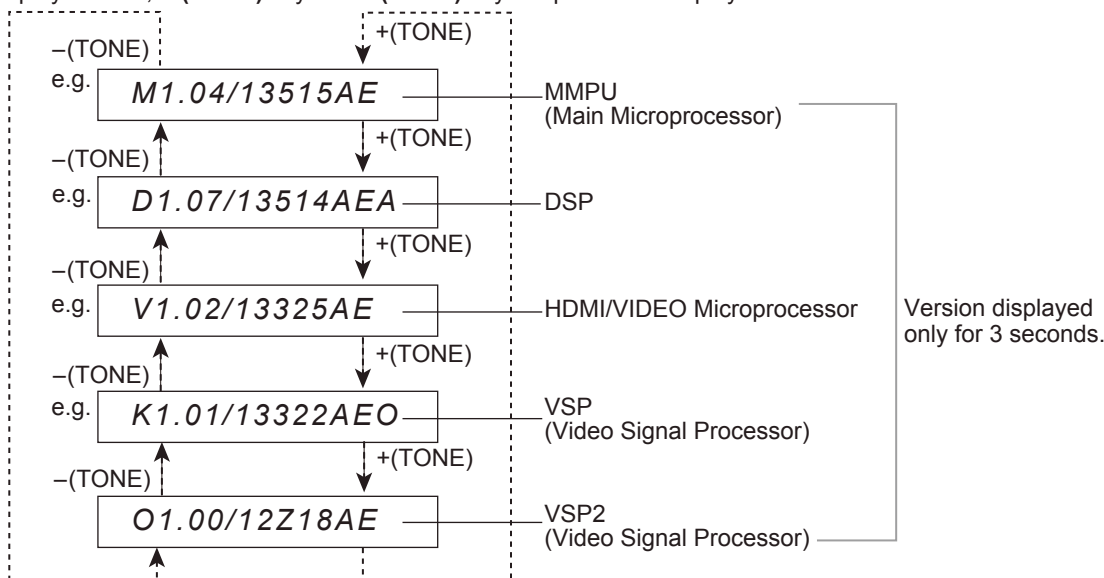 –(TONE) +(TONE)
e.g. M1.04/13515AE MMPU
(Main Microprocessor)
–(TONE) +(TONE)
e.g. D1.07/13514AEA DSP
–(TONE) +(TONE)
e.g. V1.02/13325AE HDMI/VIDEO Microprocessor
Version displayed
only for 3 seconds.
–(TONE) +(TONE)
e.g. K1.01/13322AEO VSP
(Video Signal Processor)
–(TONE) +(TONE)
O1.00/12Z18AE VSP2
(Video Signal Processor)